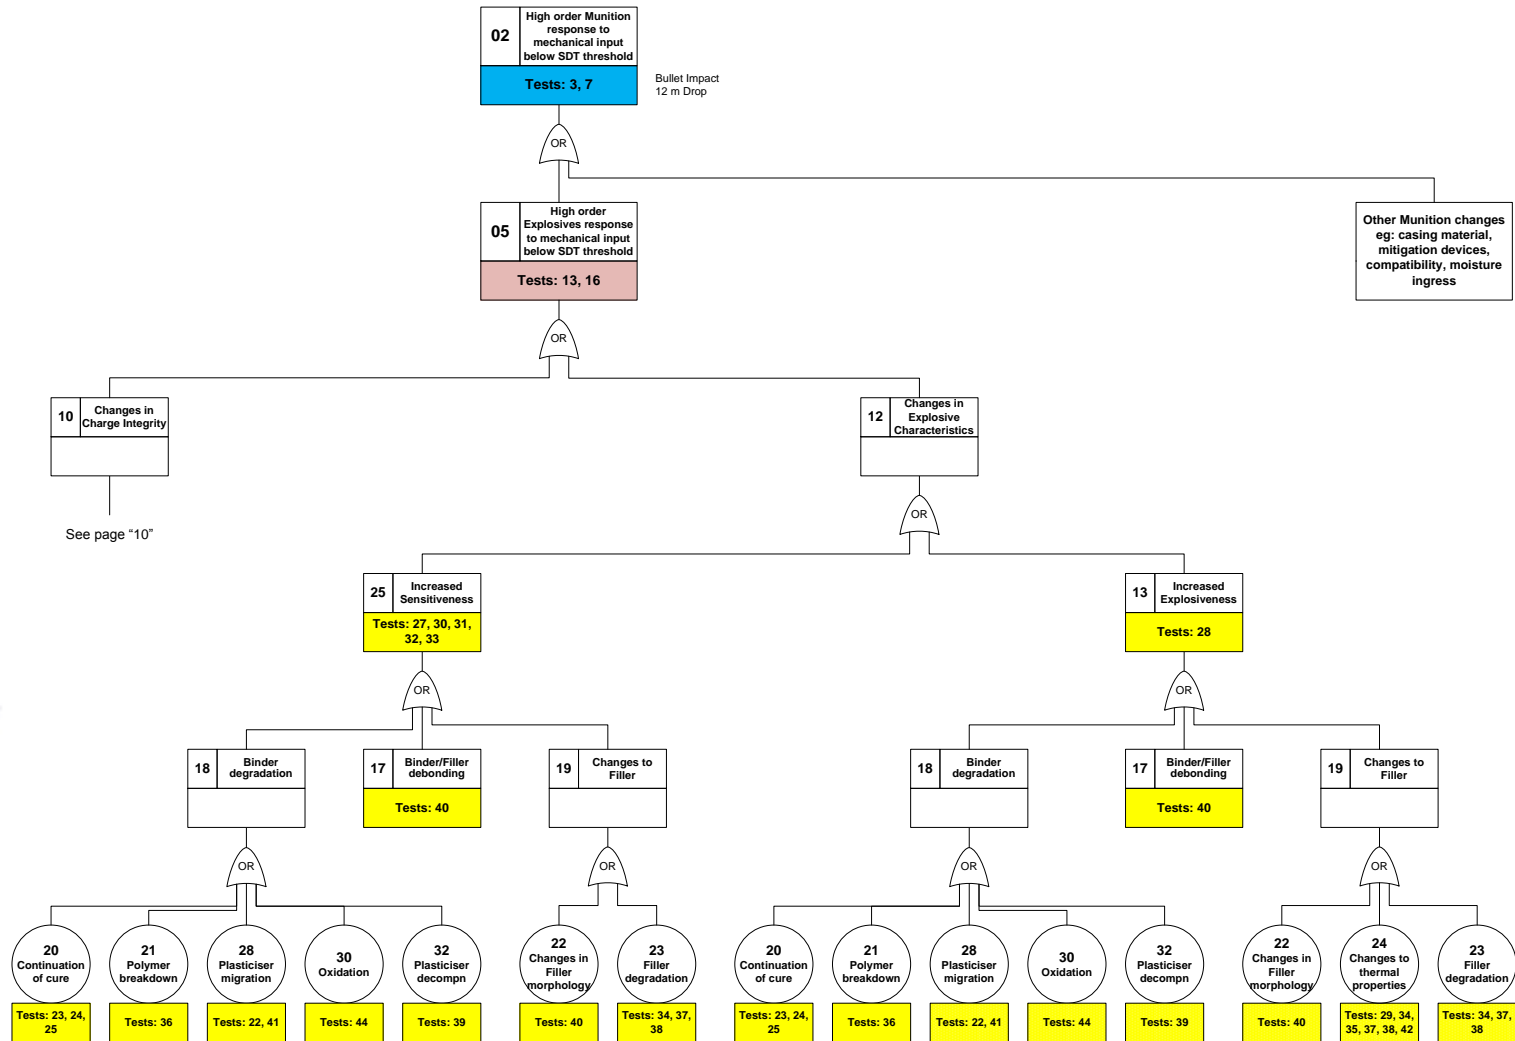 02
High order Munition
response to
mechanical input
below SDT threshold
Tests: 3, 7
Bullet Impact
12 m Drop
OR
05
High order
Explosives response
to mechanical input
below SDT threshold
Tests: 13, 16
Other Munition changes
eg: casing material,
mitigation devices,
compatibility, moisture
ingress
OR
10
Changes in
Charge Integrity
See page “10”
12
Changes in
Explosive
Characteristics
OR
25
Increased
Sensitiveness
Tests: 27, 30, 31,
32, 33
13
Increased
Explosiveness
Tests: 28
OR
OR
18
Binder
degradation
17
Binder/Filler
debonding
Tests: 40
19
Changes to
Filler
18
Binder
degradation
17
Binder/Filler
debonding
Tests: 40
19
Changes to
Filler
OR
OR
OR
OR
20
Continuation
of cure
Tests: 23, 24,
25
21
Polymer
breakdown
Tests: 36
28
Plasticiser
migration
Tests: 22, 41
30
Oxidation
Tests: 44
32
Plasticiser
decompn
Tests: 39
22
Changes in
Filler
morphology
Tests: 40
23
Filler
degradation
Tests: 34, 37,
38
20
Continuation
of cure
Tests: 23, 24,
25
21
Polymer
breakdown
Tests: 36
28
Plasticiser
migration
Tests: 22, 41
30
Oxidation
Tests: 44
32
Plasticiser
decompn
Tests: 39
22
Changes in
Filler
morphology
Tests: 40
24
Changes to
thermal
properties
Tests: 29, 34,
35, 37, 38, 42
23
Filler
degradation
Tests: 34, 37,
38